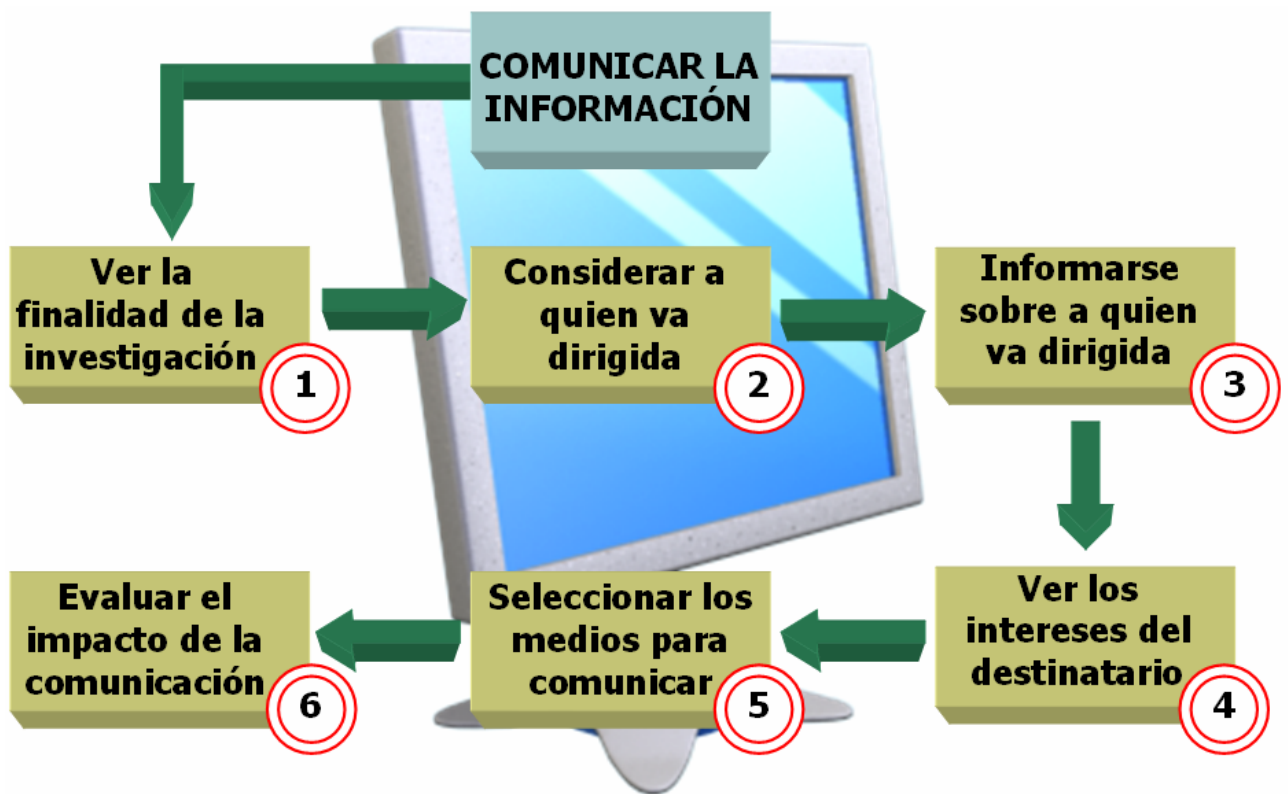 COMUNICAR LA
INFORMACIÓN
Ver la
finalidad de la
investigación
1
Considerar a
quien va
dirigida
2
Informarse
sobre a quien
va dirigida
3
Ver los
intereses del
destinatario
4
Seleccionar los
medios para
comunicar
5
Evaluar el
impacto de la
comunicación
6